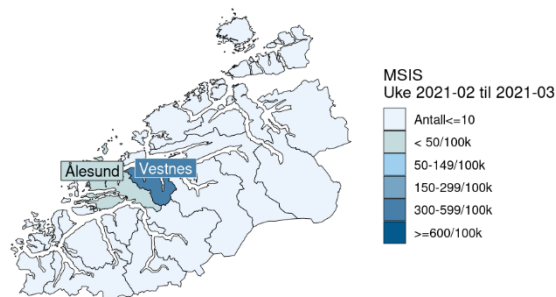 MSIS
Uke 2021-02 til 2021-03
Antall<=10
< 50/100k
50-149/100k
150-299/100k
300-599/100k
>=600/100k
Ålesund
Vestnes